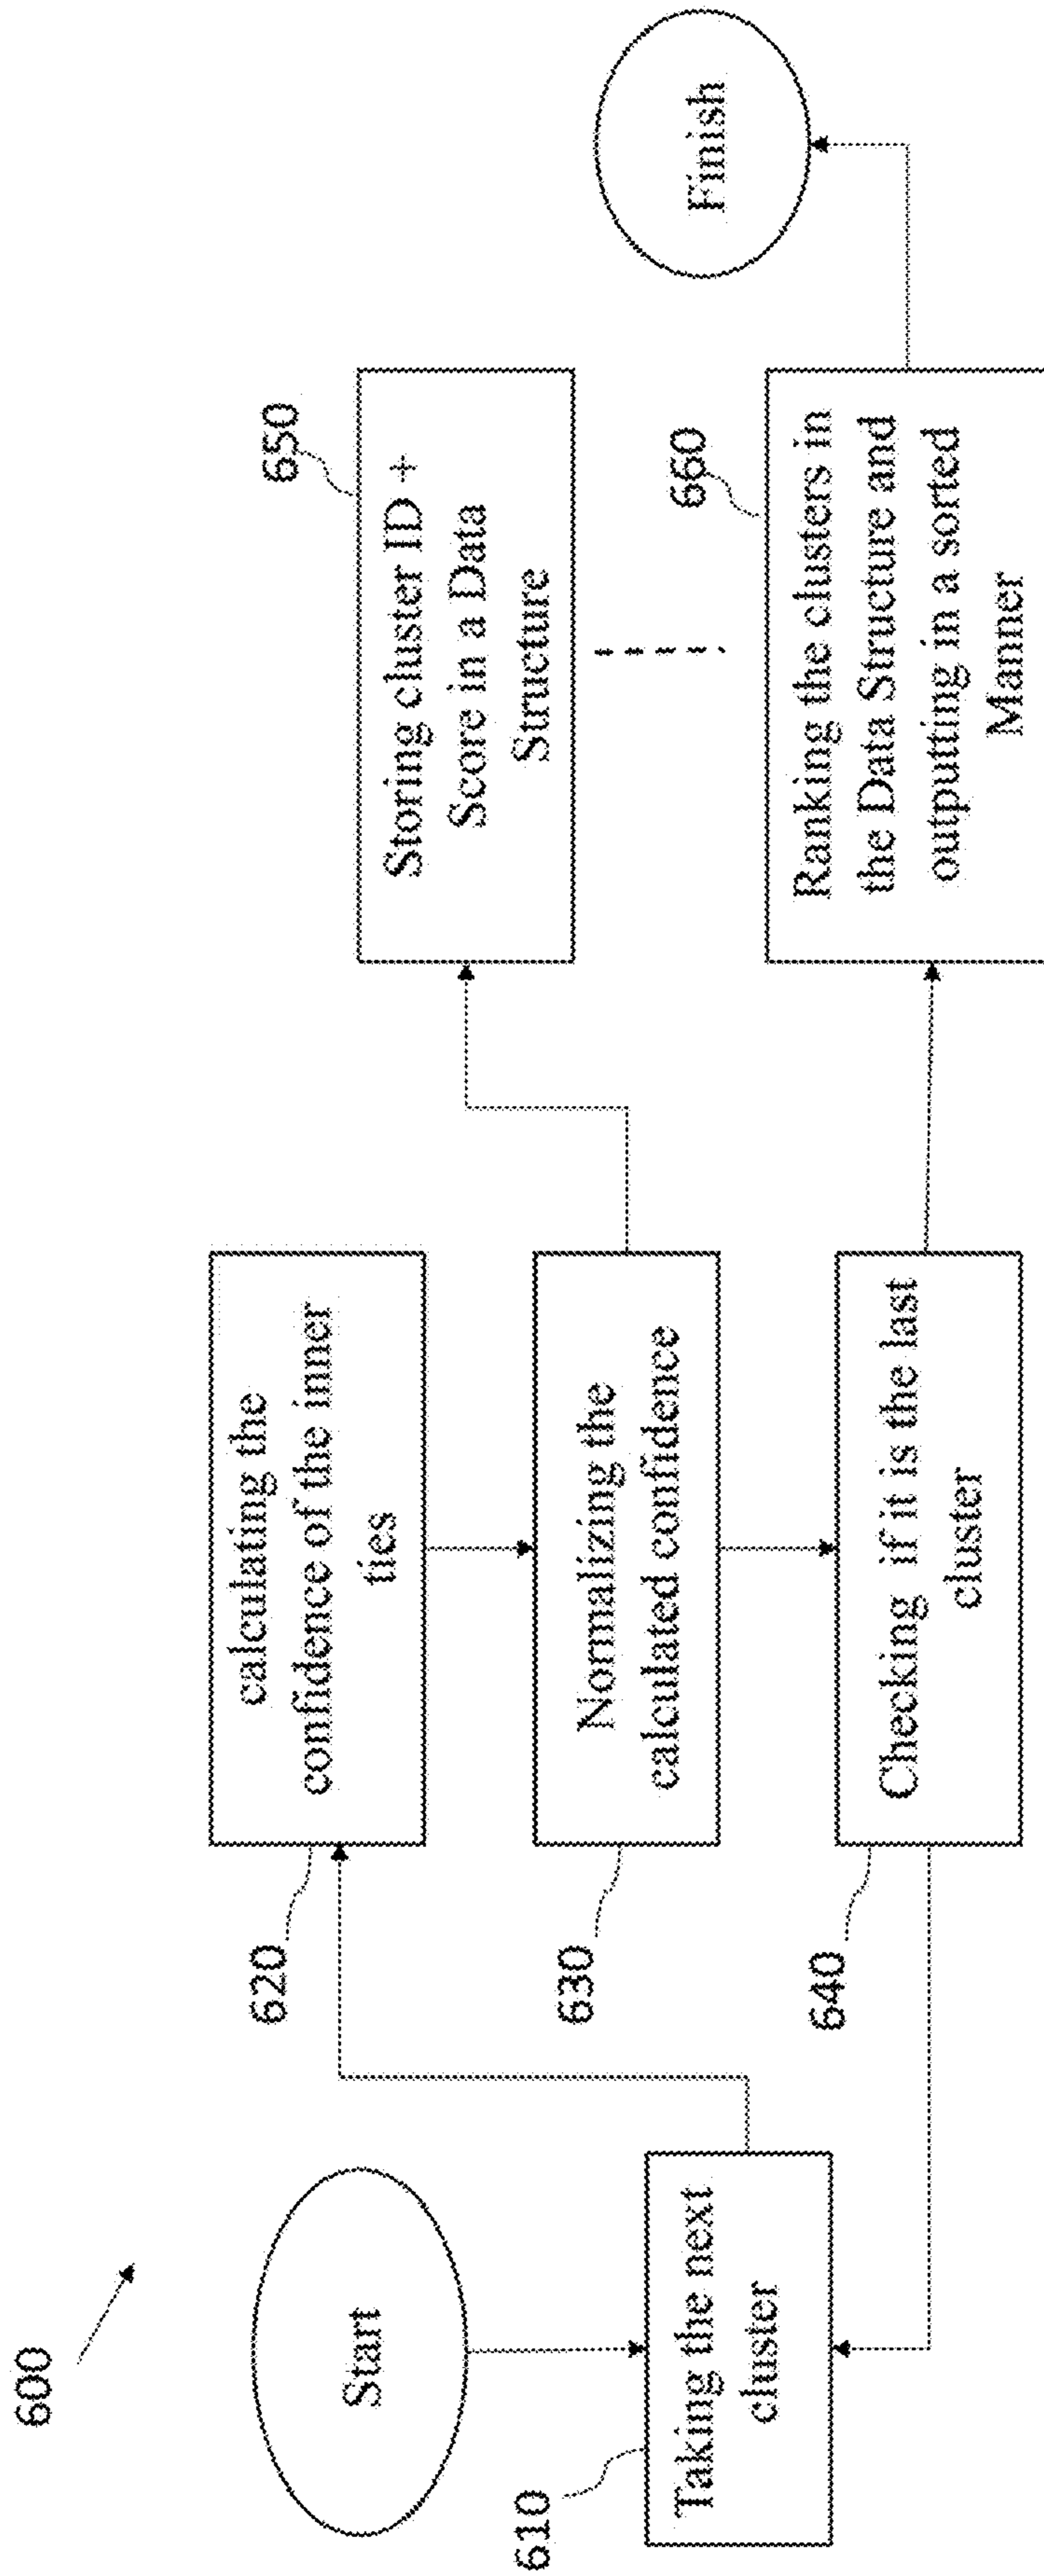 600
Start
610
Taking the next
cluster
620
calculating the
confidence of the inner
ties
630
Normalizing the
calculated confidence
640
Checking if it is the last
cluster
650
Storing cluster ID +
Score in a Data
Structure
660
Ranking the clusters in
the Data Structure and
outputting in a sorted
Manner
Finish